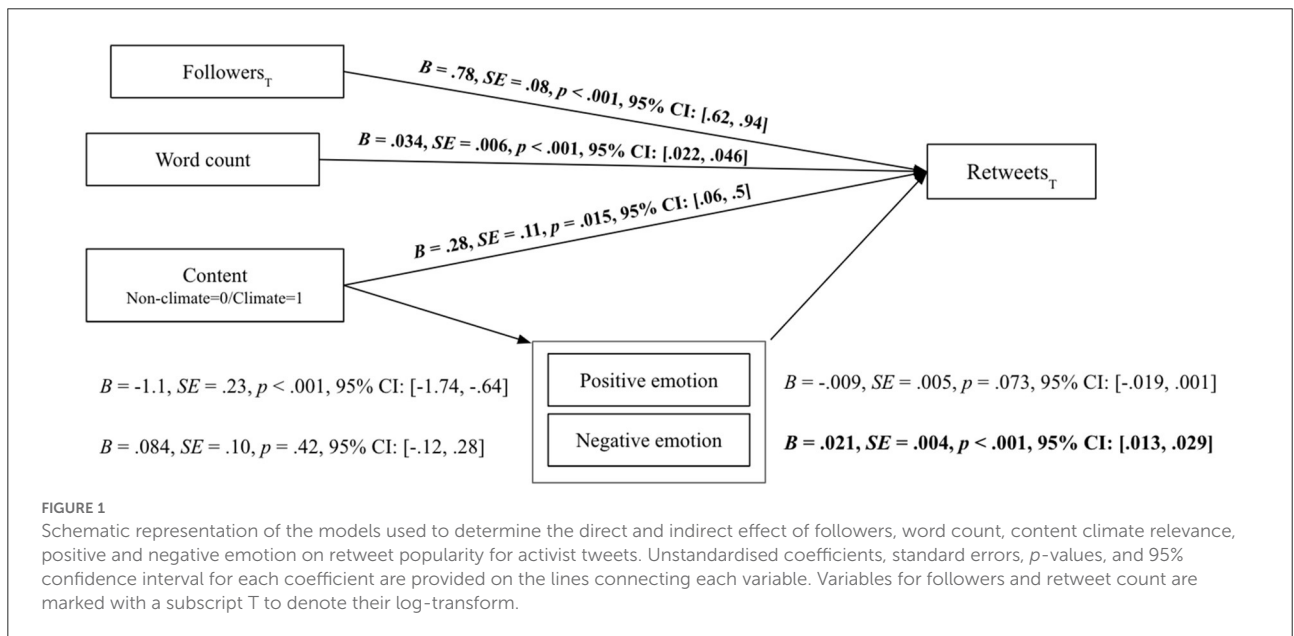 Followers_T
B = .78, SE = .08, p < .001, 95% CI: [.62, .94]
Word count
B = .034, SE = .006, p < .001, 95% CI: [.022, .046]
Retweets_T
B = .28, SE = .11, p = .015, 95% CI: [.06, .5]
Content
Non-climate=0/Climate=1
B = -1.1, SE = .23, p < .001, 95% CI: [-1.74, -.64]
Positive emotion
B = -.009, SE = .005, p = .073, 95% CI: [-.019, .001]
B = .084, SE = .10, p = .42, 95% CI: [-.12, .28]
Negative emotion
B = .021, SE = .004, p < .001, 95% CI: [.013, .029]
FIGURE 1
Schematic representation of the models used to determine the direct and indirect effect of followers, word count, content climate relevance,
positive and negative emotion on retweet popularity for activist tweets. Unstandardised coefficients, standard errors, p-values, and 95%
confidence interval for each coefficient are provided on the lines connecting each variable. Variables for followers and retweet count are
marked with a subscript T to denote their log-transform.